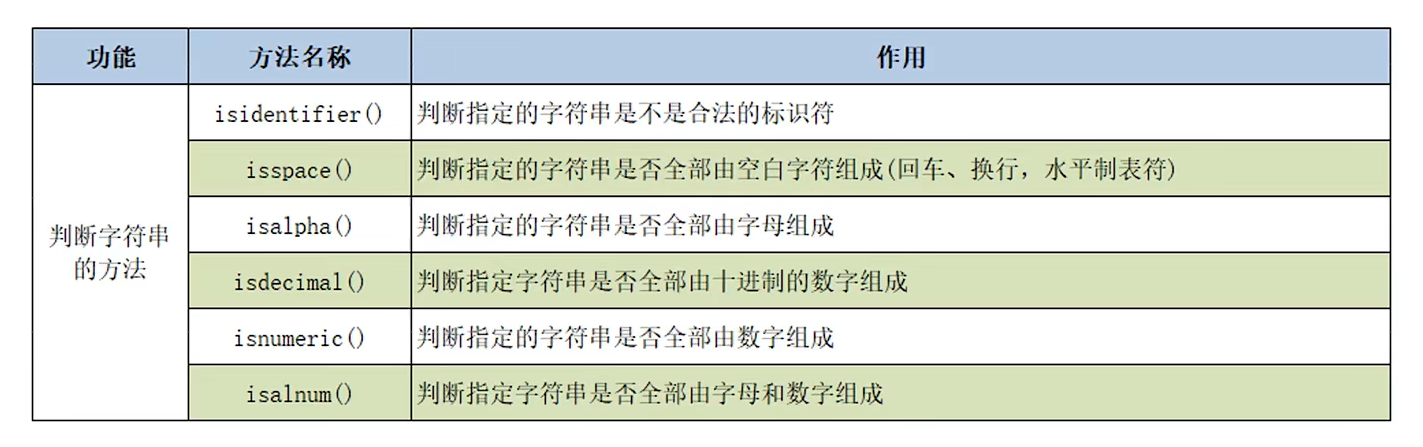 功能 方法名称 作用
判断字符串
的方法
isidentifier() 判断指定的字符串是不是合法的标识符
isspace() 判断指定的字符串是否全部由空白字符组成(回车、换行，水平制表符)
isalpha() 判断指定的字符串是否全部由字母组成
isdecimal() 判断指定字符串是否全部由十进制的数字组成
isnumeric() 判断指定的字符串是否全部由数字组成
isalnum() 判断指定字符串是否全部由字母和数字组成